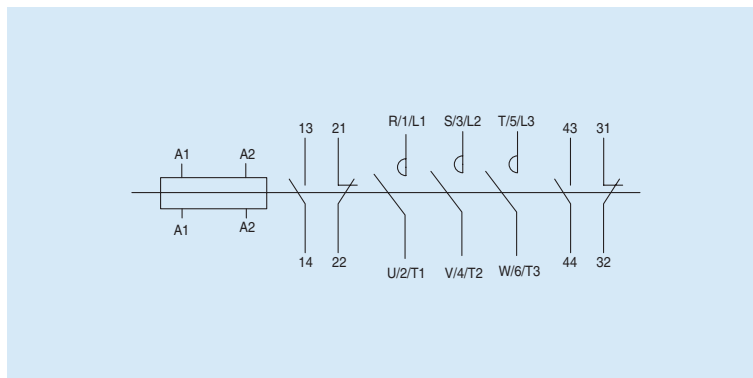 R/1/L1 S/3/L2 T/5/L3
13 21 43 31
A1 A2
A1 A2
14 22 44 32
U/2/T1 V/4/T2 W/6/T3